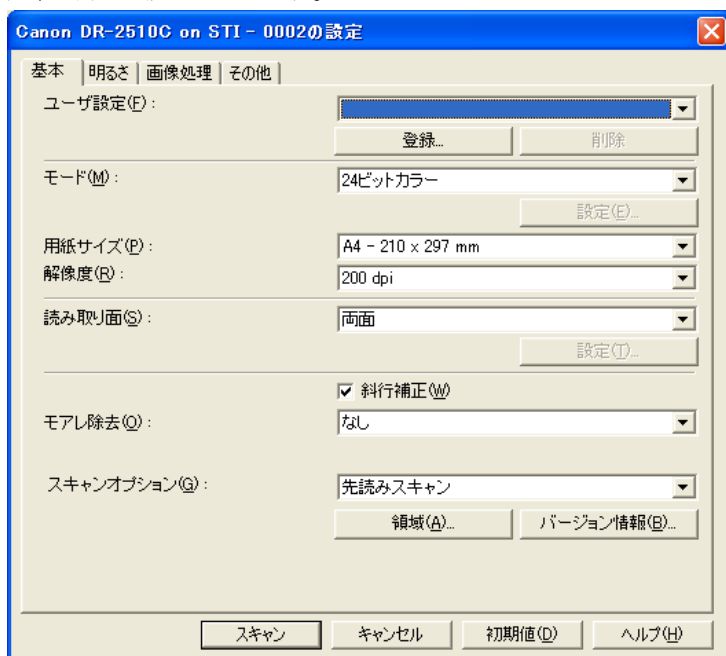 Canon DR-2510C on STI - 0002の設定
基本 明るさ 画像処理 その他
ユーザ設定(F):
登録... 削除
モード(M): 24ビットカラー
設定(E)...
用紙サイズ(P): A4 - 210 x 297 mm
解像度(R): 200 dpi
読み取り面(S): 両面
設定(T)...
斜行補正(W)
モアレ除去(O): なし
スキャンオプション(G): 先読みスキャン
領域(A)... バージョン情報(B)...
スキャン キャンセル 初期値(D) ヘルプ(H)